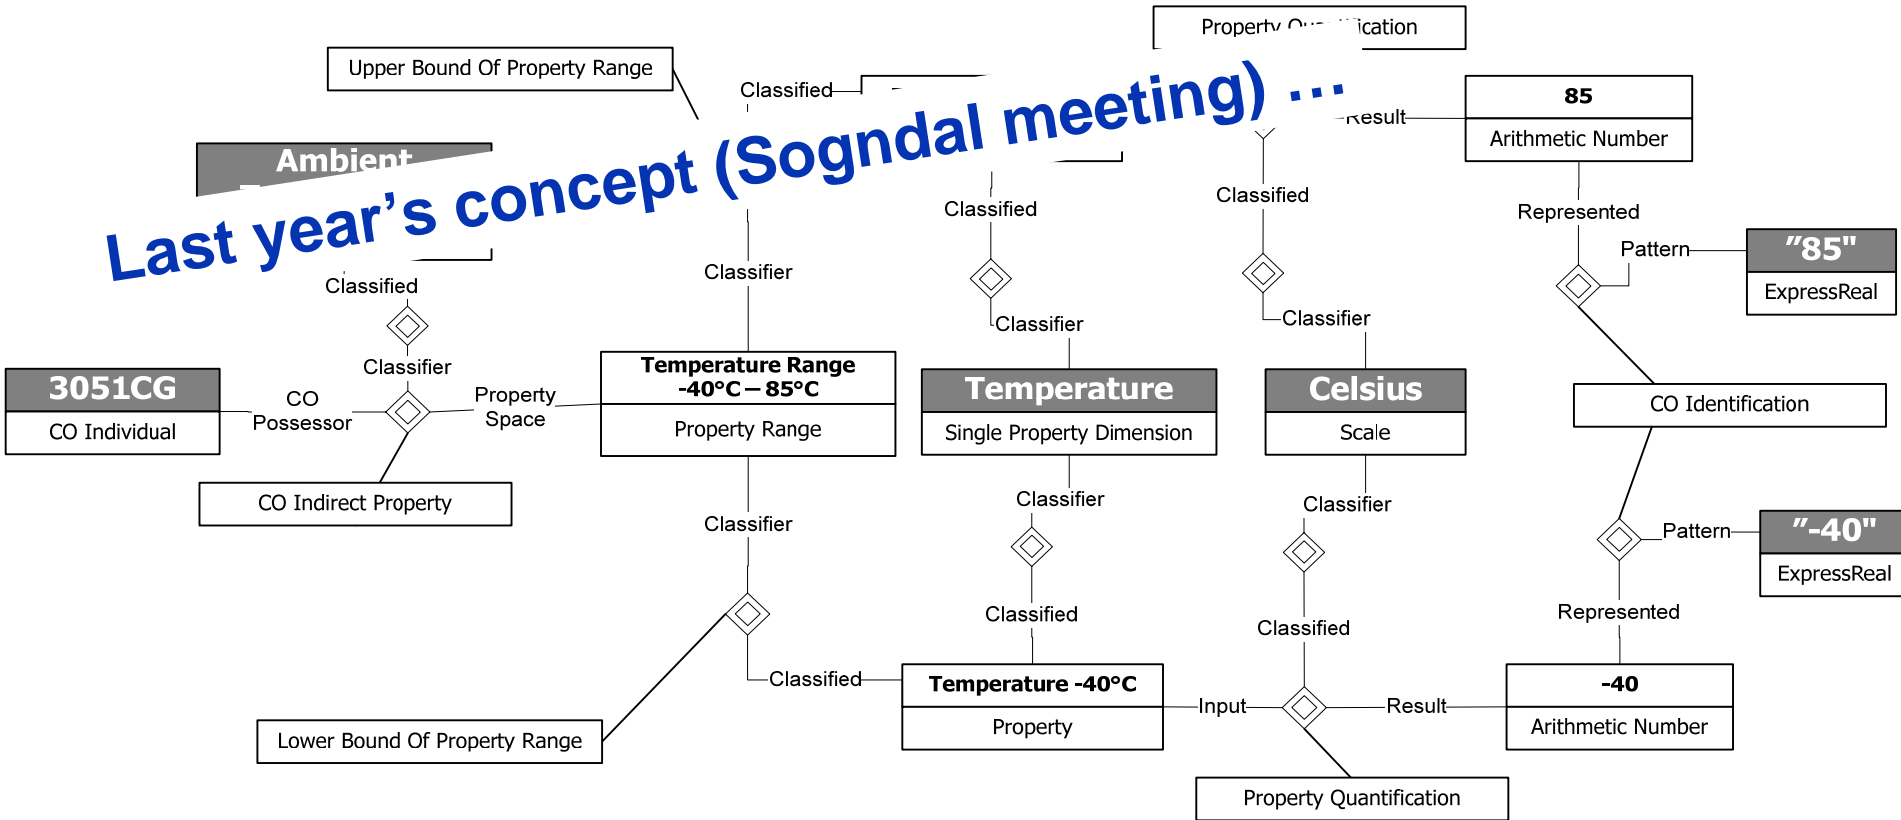 Property Quantification
Upper Bound Of Property Range
Classified
85
Arithmetic Number
Result
Last year’s concept (Sogndal meeting) …
Ambient
Classified
Classified
Represented
Pattern
″85"
ExpressReal
Classifier
Classified
Classifier
Classifier
Classifier
3051CG
CO Individual
CO
Possessor
Property
Space
Temperature Range
-40°C – 85°C
Property Range
Temperature
Single Property Dimension
Celsius
Scale
CO Identification
CO Indirect Property
Classifier
Classifier
Classifier
Pattern
″-40"
ExpressReal
Classified
Classified
Represented
Classified
Temperature -40°C
Property
Input
Result
-40
Arithmetic Number
Lower Bound Of Property Range
Property Quantification